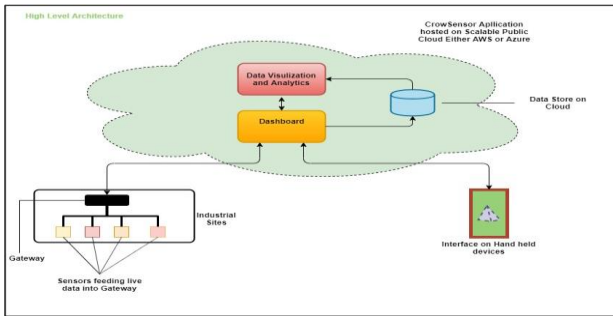 High Level Architecture
CrowSensor Apllication
hosted on Scalable Public
Cloud Either AWS or Azure
Data Visulization
and Analytics
Data Store on
Cloud
Dashboard
Industrial
Sites
Gateway
Sensors feeding live
data into Gateway
Interface on Hand held
devices